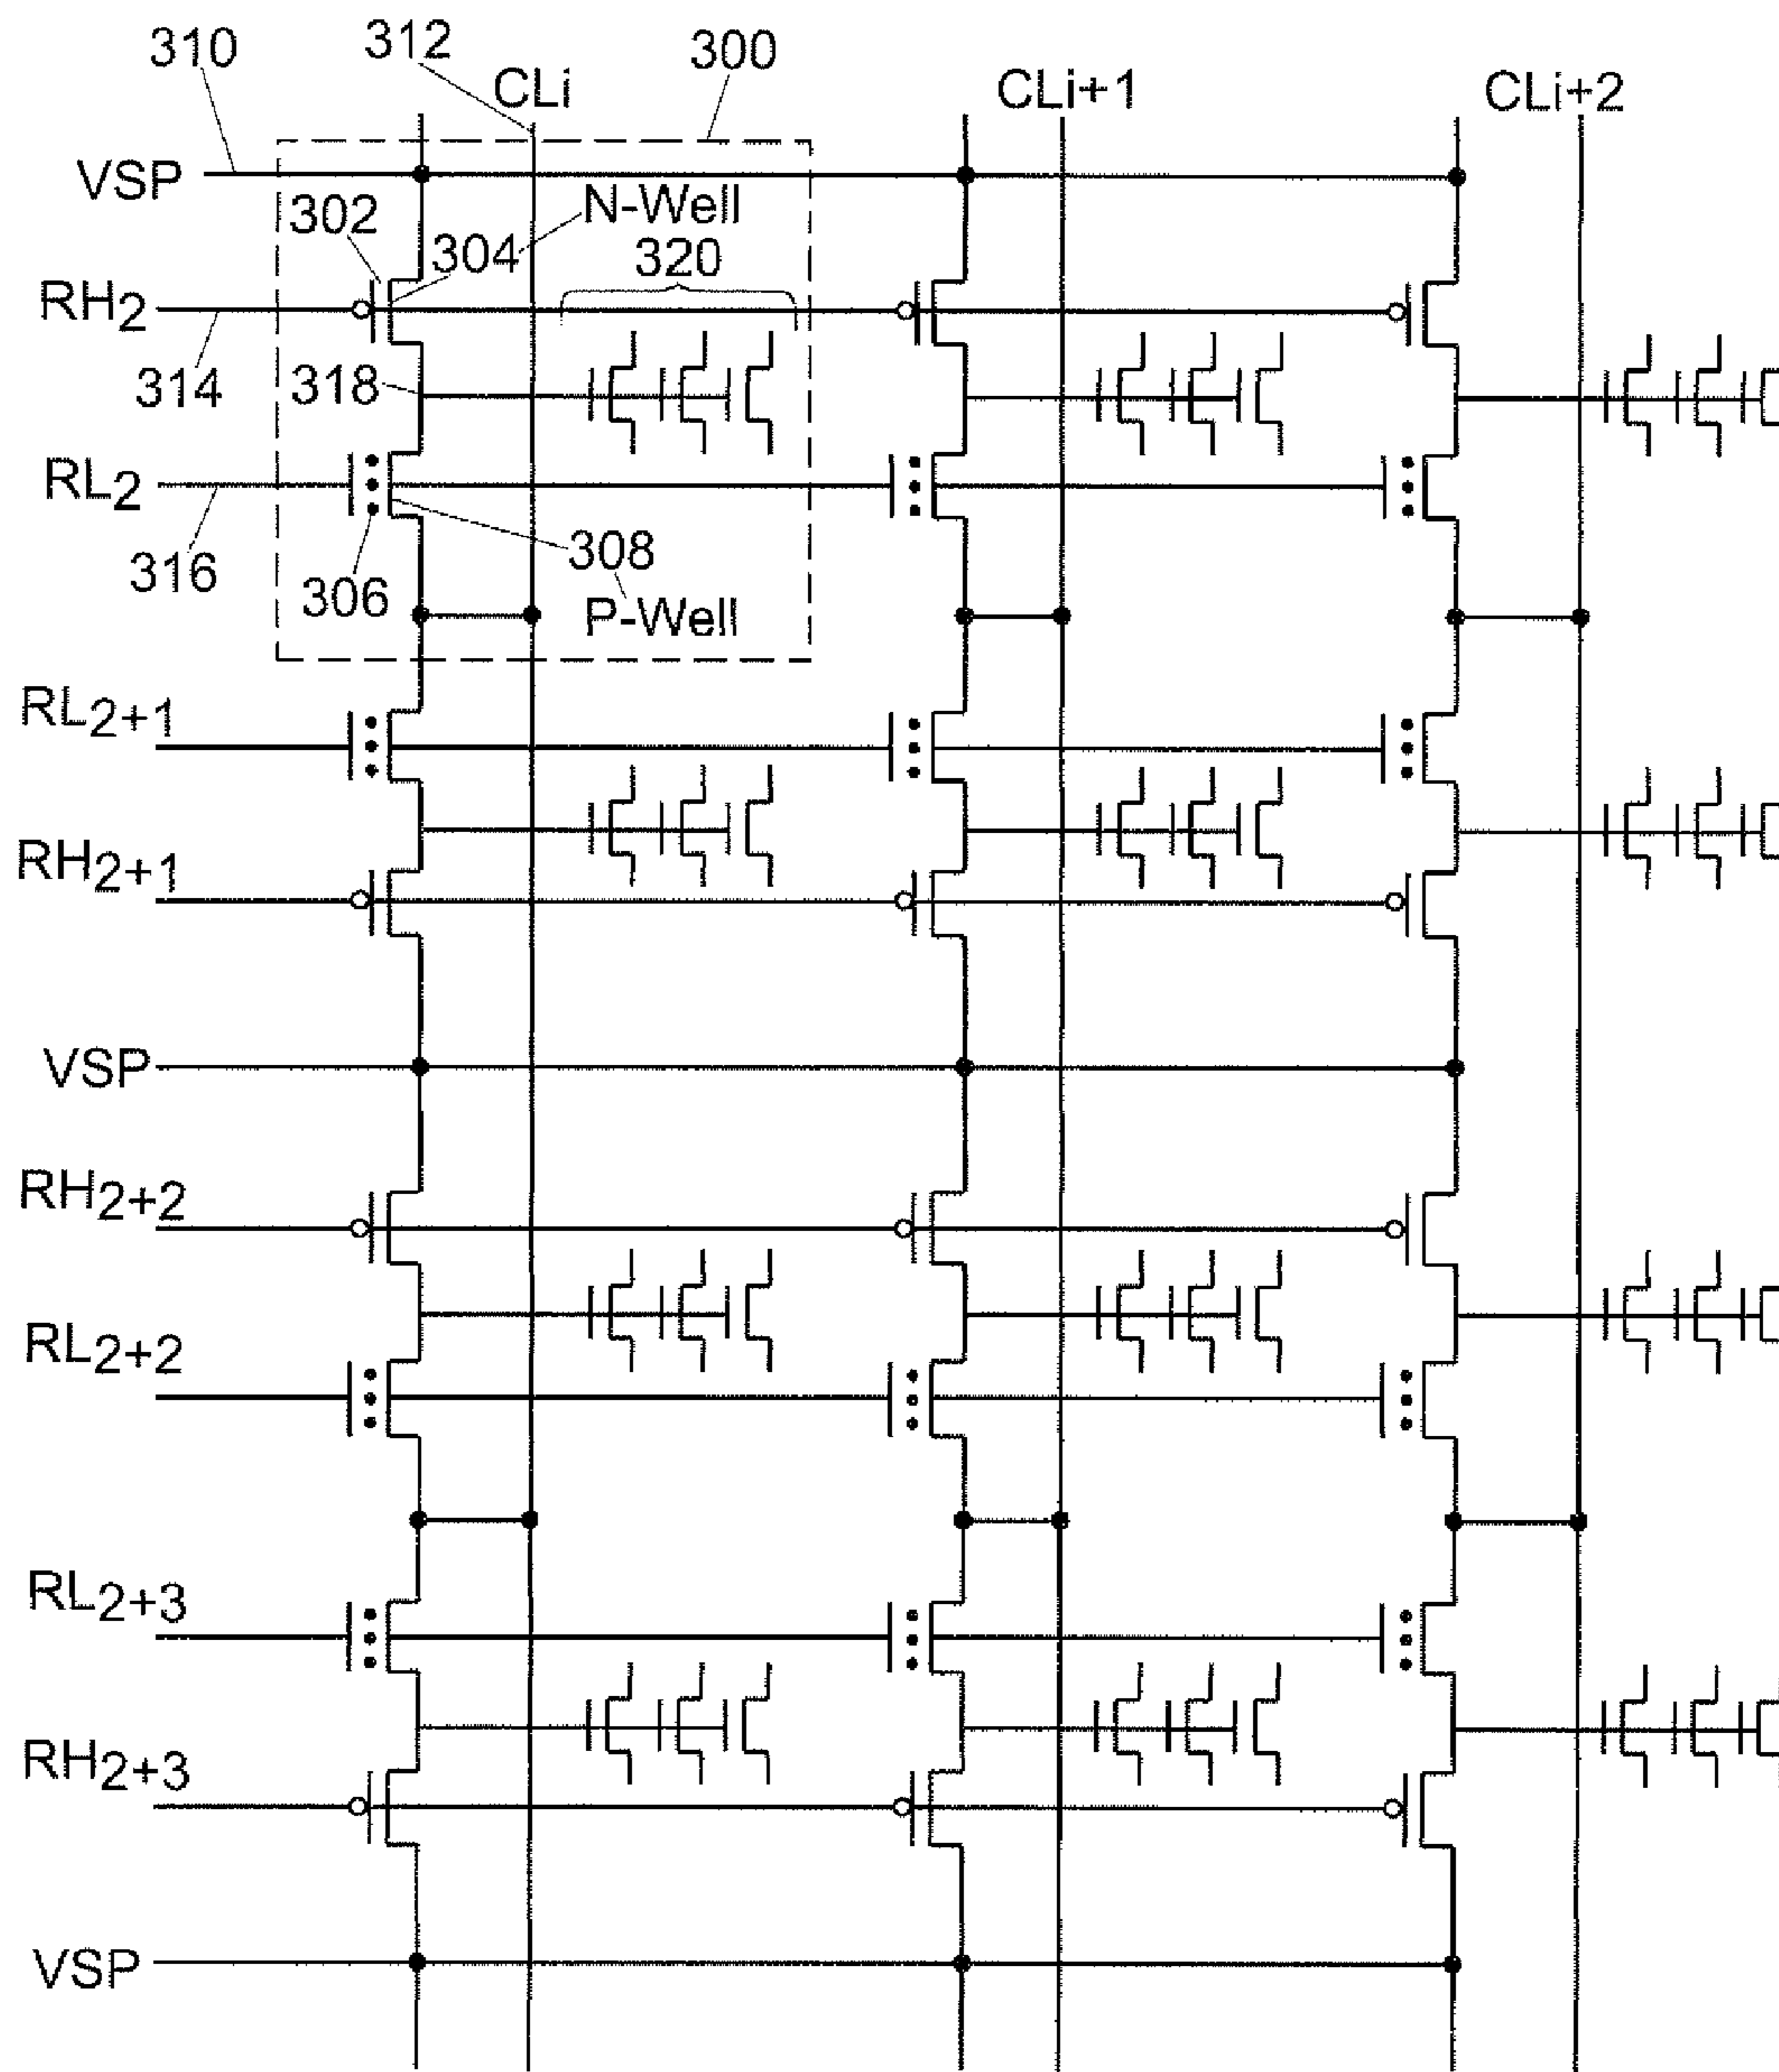 310 312 300
CLi CLi+1 CLi+2
VSP
302 N-Well
304 320
RH2
314 318
RL2
316 306 308
P-Well
RL2+1
RH2+1
VSP
RH2+2
RL2+2
RL2+3
RH2+3
VSP